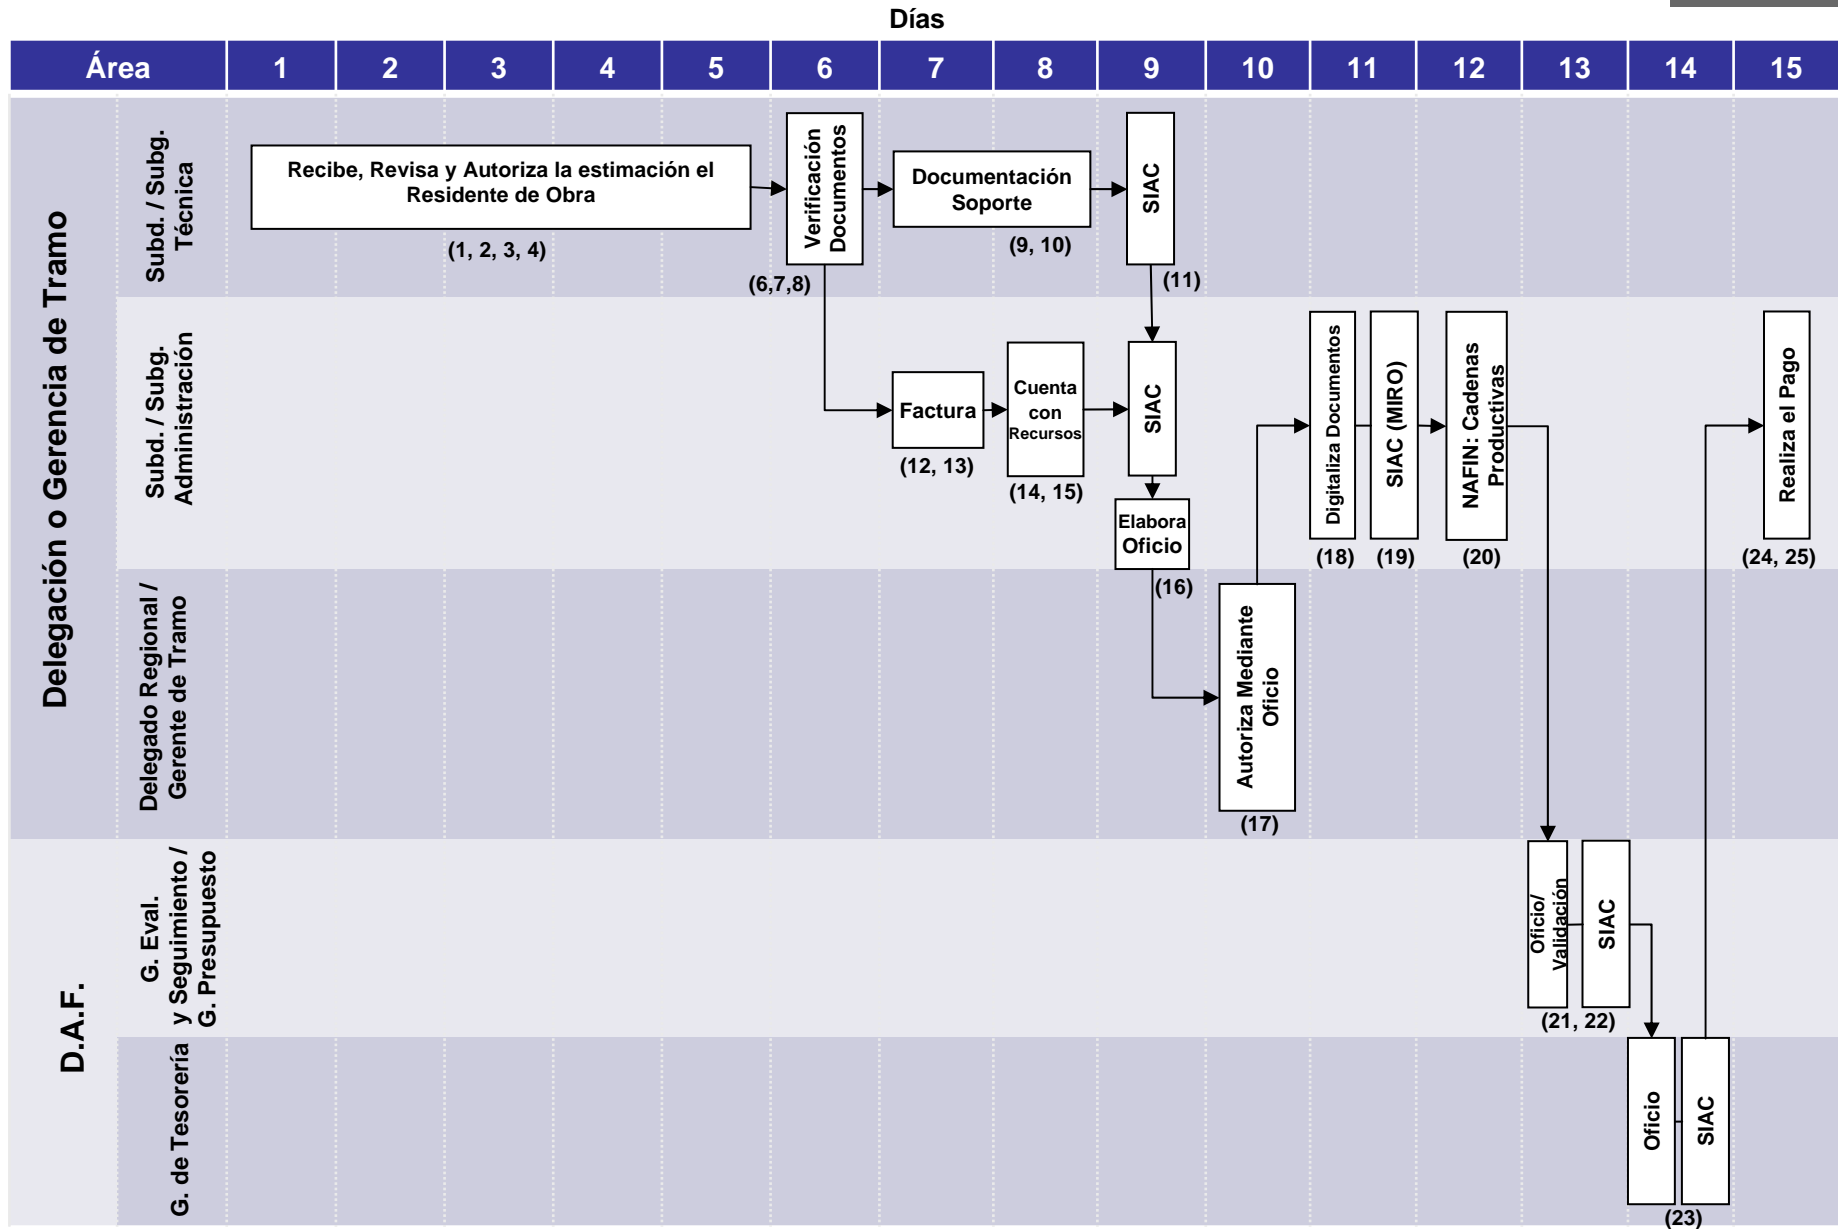 Días
Área
1
2
3
4
5
6
7
8
9
10
11
12
13
14
15
Delegación o Gerencia de Tramo
Subd. / Subg.
Técnica
Recibe, Revisa y Autoriza la estimación el
Residente de Obra
(1, 2, 3, 4)
Verificación
Documentos
(6,7,8)
Documentación
Soporte
(9, 10)
SIAC
(11)
Subd. / Subg.
Administración
Factura
(12, 13)
Cuenta
con
Recursos
(14, 15)
SIAC
Elabora
Oficio
(16)
Digitaliza Documentos
(18)
SIAC (MIRO)
(19)
NAFIN: Cadenas
Productivas
(20)
Realiza el Pago
(24, 25)
Delegado Regional /
Gerente de Tramo
Autoriza Mediante
Oficio
(17)
D.A.F.
G. Eval.
y Seguimiento /
G. Presupuesto
Oficio/
Validación
SIAC
(21, 22)
G. de Tesorería
Oficio
SIAC
(23)